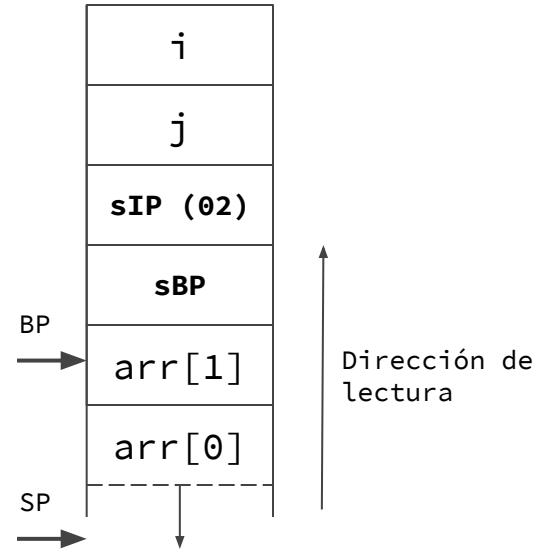 i
j
sIP (02)
sBP
BP
arr[1]
Dirección de
lectura
arr[0]
SP